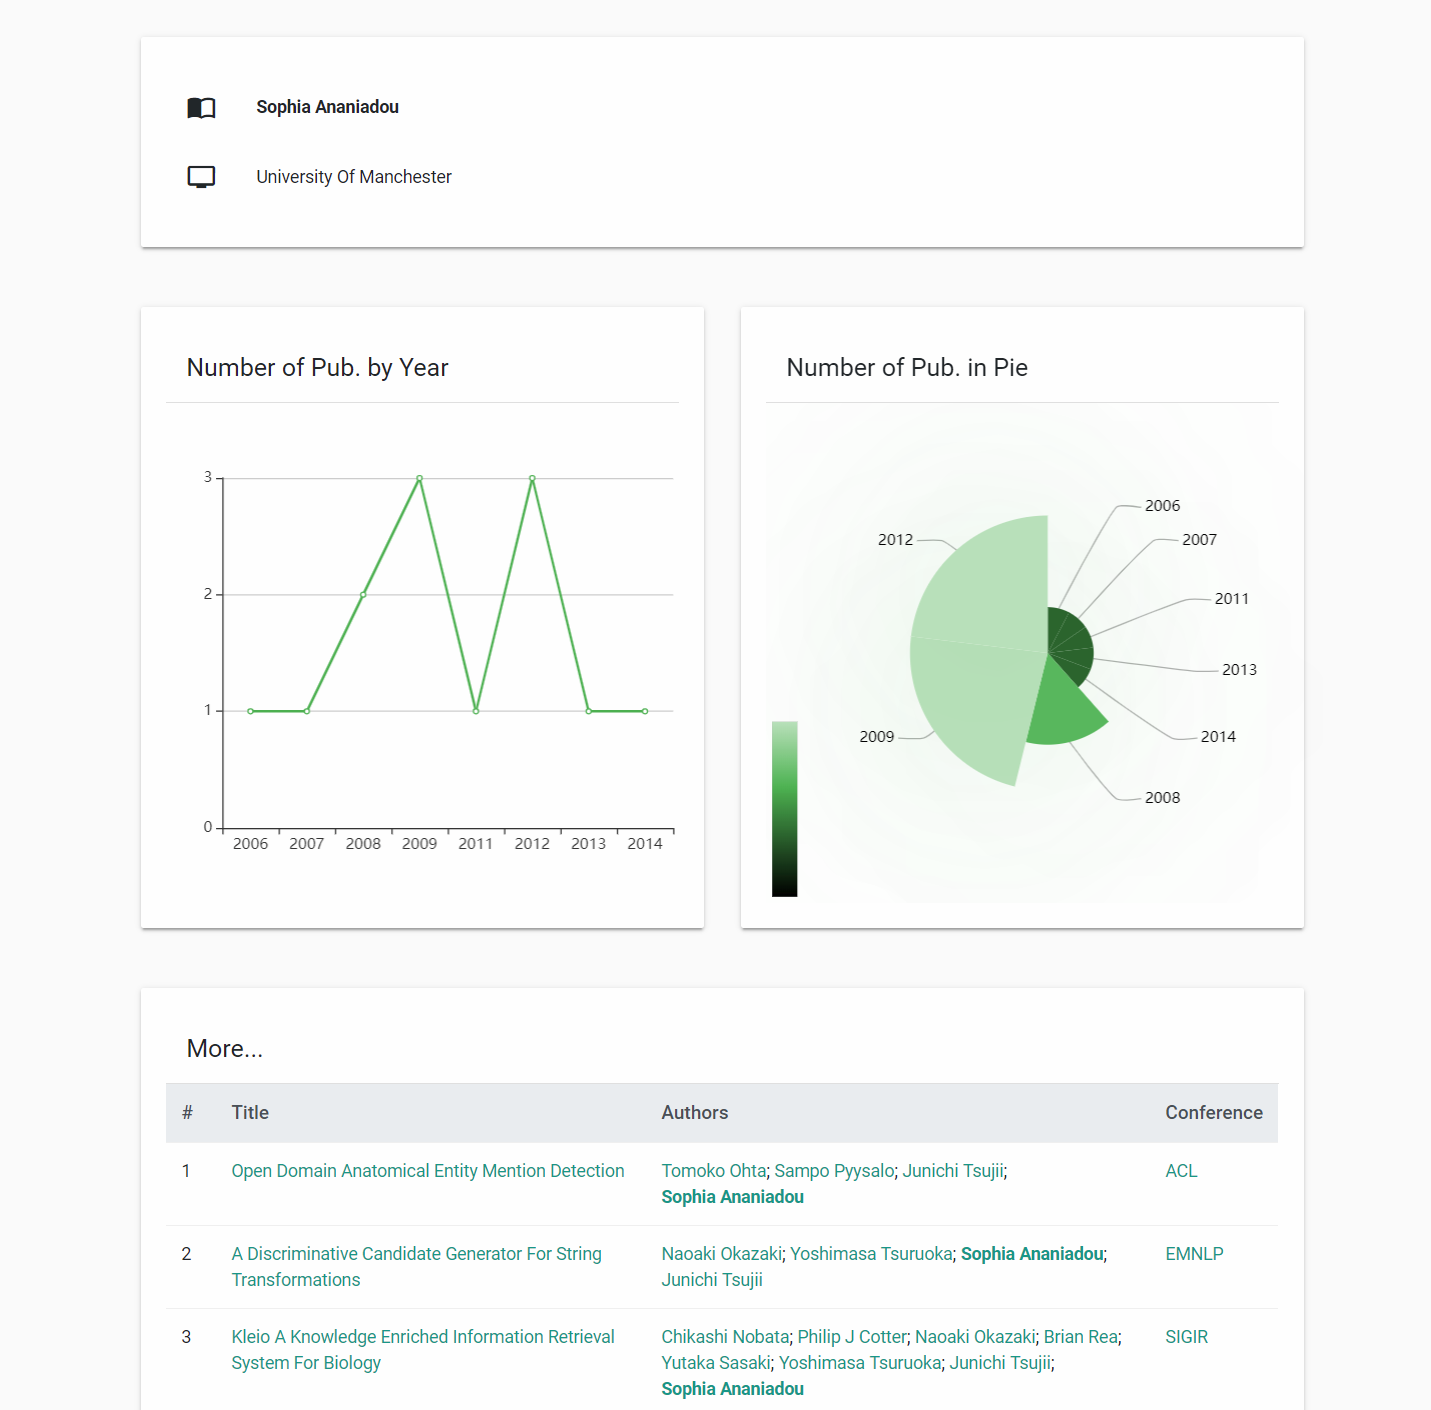 Sophia Ananiadou
University Of Manchester
Number of Pub. by Year
3
2
1
0
2006 2007 2008 2009 2011 2012 2013 2014
Number of Pub. in Pie
2006
2012 2007
2011
2013
2009 2014
2008
More...
# Title Authors Conference
1 Open Domain Anatomical Entity Mention Detection Tomoko Ohta; Sampo Pyysalo; Junichi Tsujii; ACL
Sophia Ananiadou
2 A Discriminative Candidate Generator For String Naoaki Okazaki; Yoshimasa Tsuruoka; Sophia Ananiadou; EMNLP
Transformations Junichi Tsujii
3 Kleio A Knowledge Enriched Information Retrieval Chikashi Nobata; Philip J Cotter; Naoaki Okazaki; Brian Rea; SIGIR
System For Biology Yutaka Sasaki; Yoshimasa Tsuruoka; Junichi Tsujii;
Sophia Ananiadou